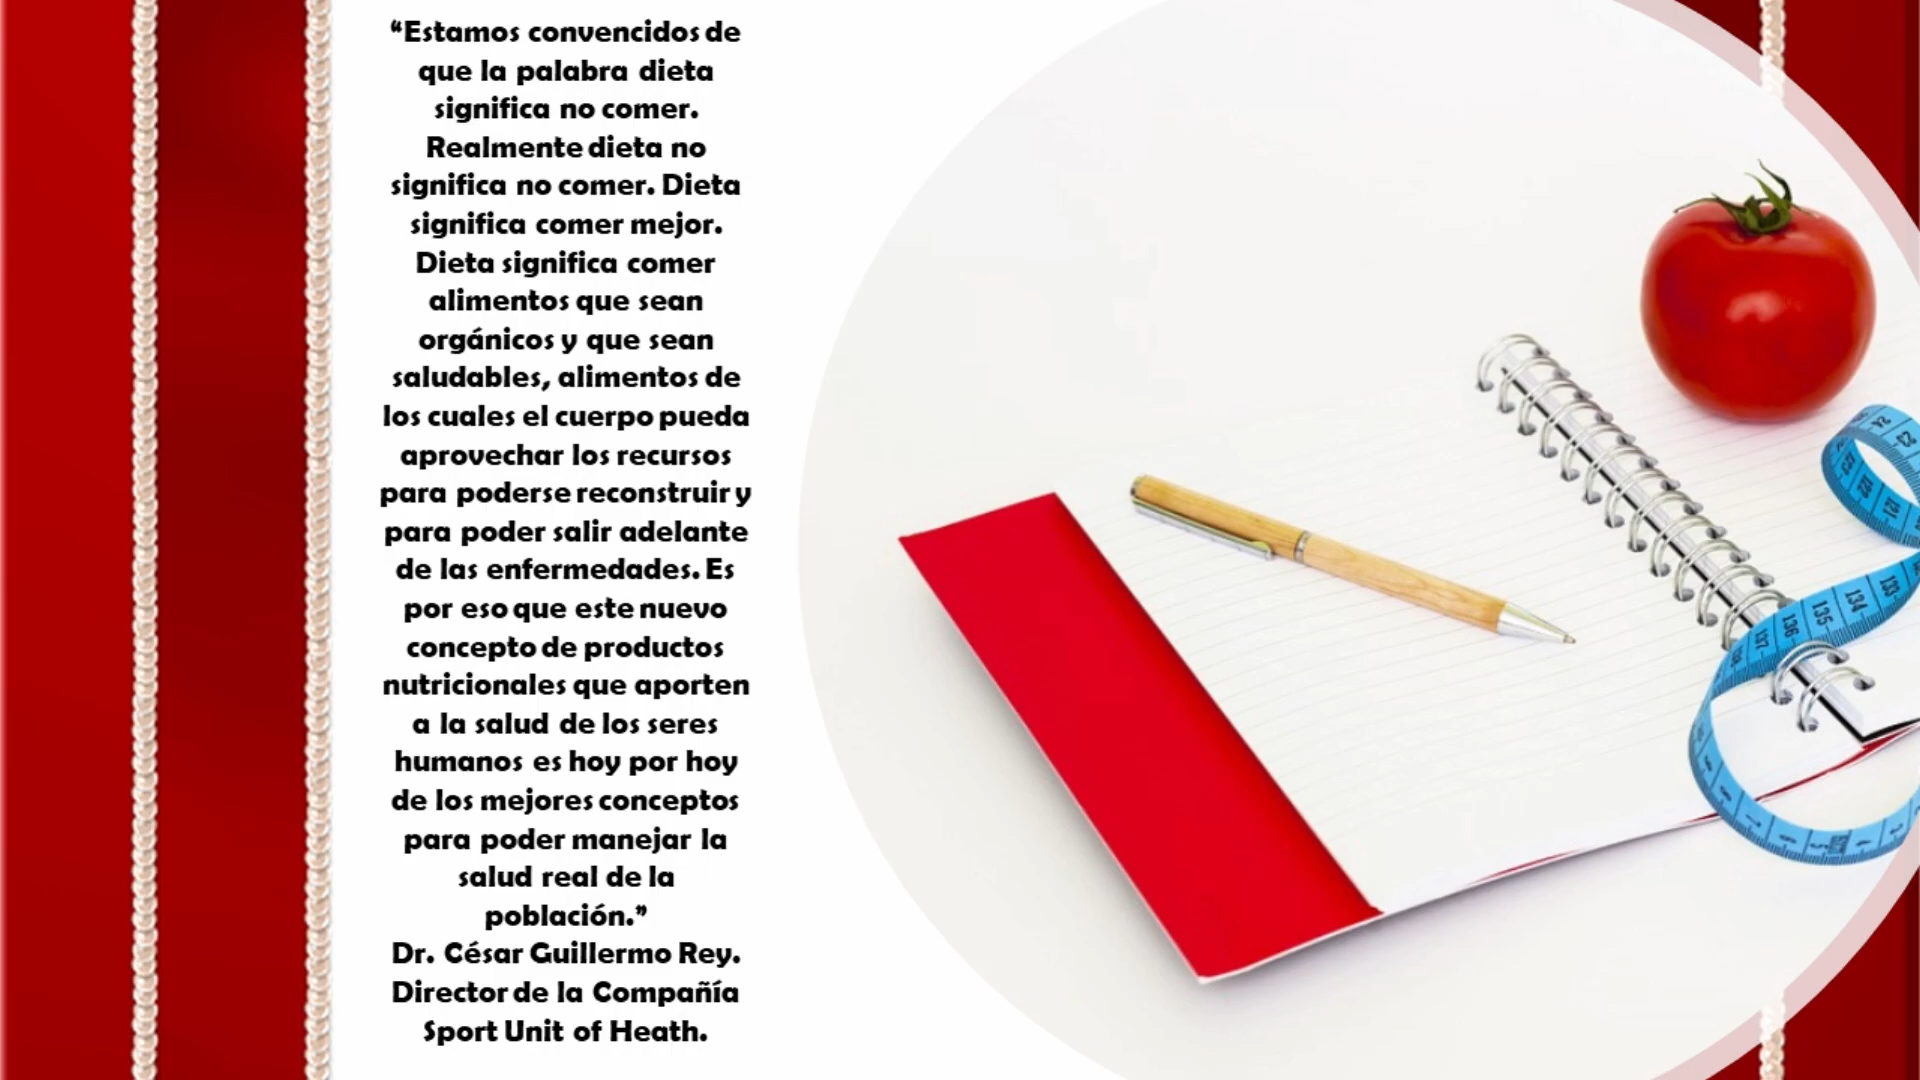 “Estamos convencidos de
que la palabra dieta
significa no comer.
Realmente dieta no
significa no comer. Dieta
significa comer mejor.
Dieta significa comer
alimentos que sean
orgánicos y que sean
saludables, alimentos de
los cuales el cuerpo pueda
aprovechar los recursos
para poderse reconstruir y
para poder salir adelante
de las enfermedades. Es
por eso que este nuevo
concepto de productos
nutricionales que aporten
a la salud de los seres
humanos es hoy por hoy
de los mejores conceptos
para poder manejar la
salud real de la
población.”
Dr. César Guillermo Rey.
Director de la Compañía
Sport Unit of Heath.
133
134
135
136
137